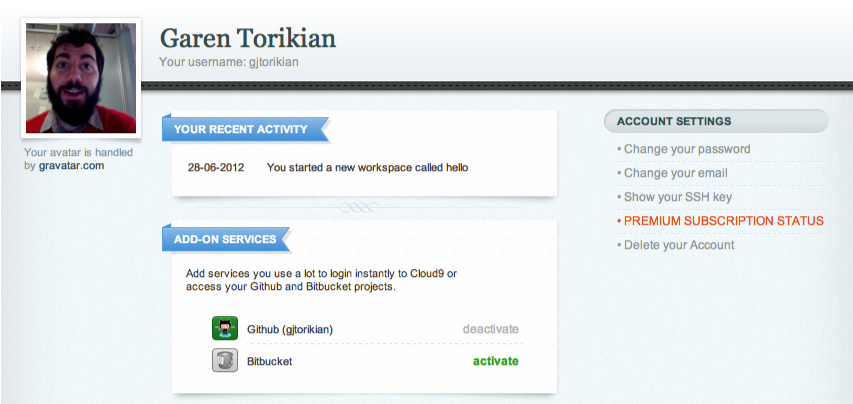 Garen Torikian
Your username: gjtorikian
Your avatar is handled
by gravatar.com
YOUR RECENT ACTIVITY
28-06-2012 You started a new workspace called hello
ADD-ON SERVICES
Add services you use a lot to login instantly to Cloud9 or
access your Github and Bitbucket projects.
Github (gjtorikian) deactivate
Bitbucket activate
ACCOUNT SETTINGS
• Change your password
• Change your email
• Show your SSH key
• PREMIUM SUBSCRIPTION STATUS
• Delete your Account